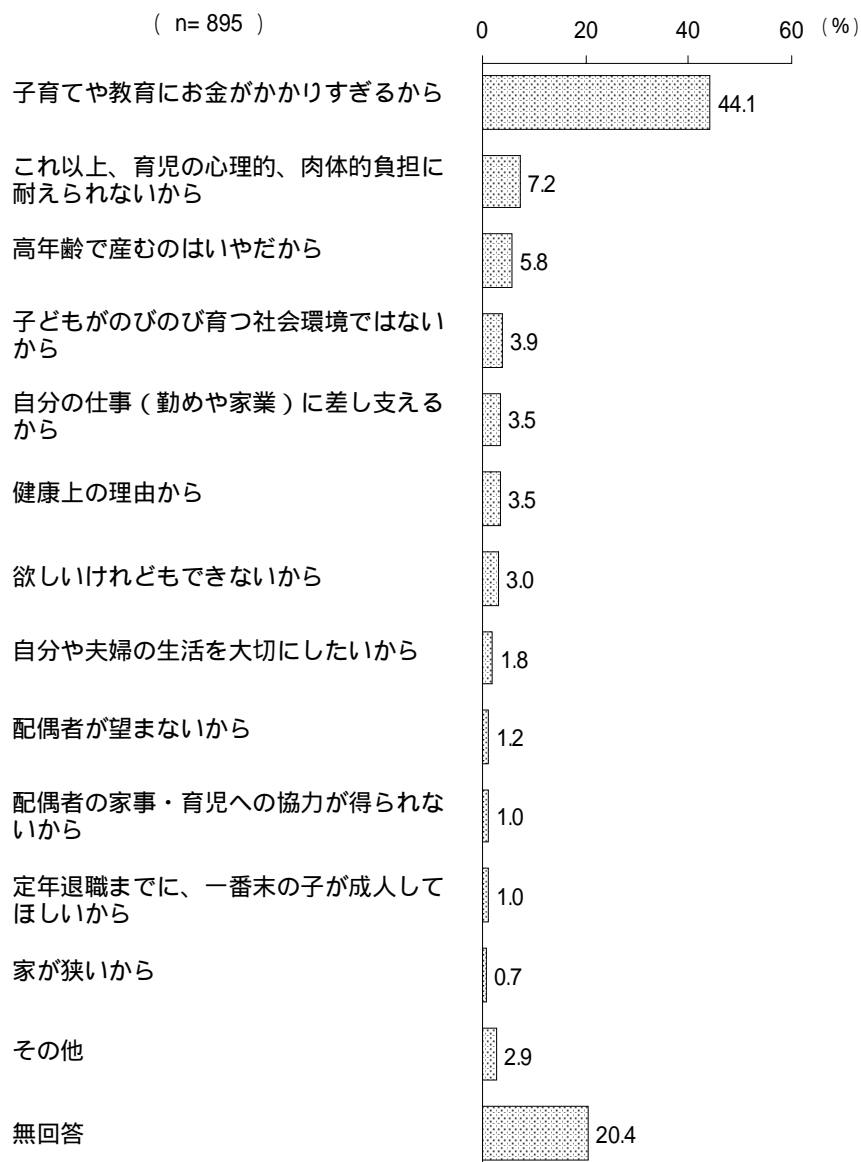 ( n= 895 )
0 20 40 60 (%)
子育てや教育にお金がかかりすぎるから
44.1
これ以上、育児の心理的、肉体的負担に
耐えられないから
7.2
高年齢で産むのはいやだから
5.8
子どもがのびのび育つ社会環境ではない
から
3.9
自分の仕事(勤めや家業)に差し支える
から
3.5
健康上の理由から
3.5
欲しいけれどもできないから
3.0
自分や夫婦の生活を大切にしたいから
1.8
配偶者が望まないから
1.2
配偶者の家事・育児への協力が得られな
いから
1.0
定年退職までに、一番末の子が成人して
ほしいから
1.0
家が狭いから
0.7
その他
2.9
無回答
20.4